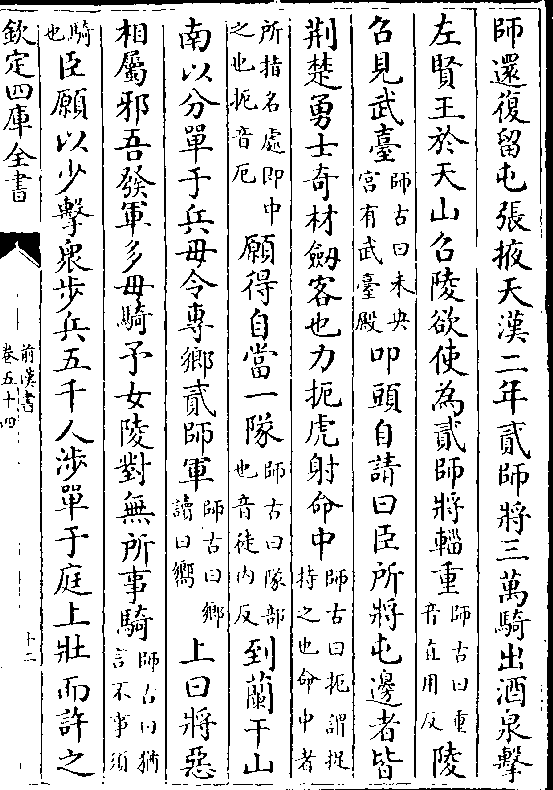 師還復留屯張掖天漢二年貳師將三萬騎出酒泉擊
左賢王於天山召陵欲使為貳師將輜重師古曰重音直用反陵
召見武臺師古曰未央宫有武臺殿叩頭自請曰臣所將屯邊者皆
荆楚勇士奇材劒客也力扼虎射命中師古曰扼謂捉持之也命中者
所指名處即中之也扼音厄願得自當一隊師古曰隊部也音徒内反到蘭干山
南以分單于兵毋令專鄉貳師軍師古曰鄉讀曰嚮上曰將惡
相屬邪吾發軍多毋騎予女陵對無所事騎師古曰猶言不事須
騎也臣願以少擊衆步兵五千人涉單于庭上壯而許之
欽定四庫全書
前漢書
卷五十四
十二